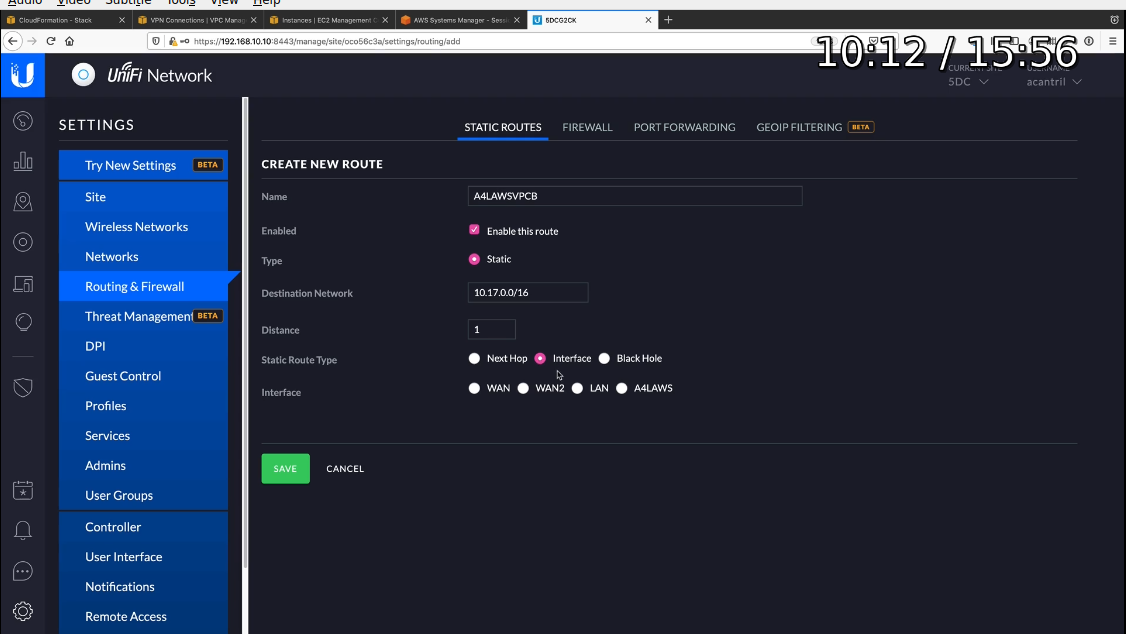 Audio Video Subtitle Tools View Help
CloudFormation - Stack
VPN Connections | VPC Manag
Instances | EC2 Management C
AWS Systems Manager - Sessi
5DCG2CK
https://192.168.10.10:8443/manage/site/oco56c3a/settings/routing/add
10:12 / 15:56
UniFi Network
CURRENT SITE
5DC
USERNAME
acantril
SETTINGS
Try New Settings BETA
Site
Wireless Networks
Networks
Routing & Firewall
Threat Management BETA
DPI
Guest Control
Profiles
Services
Admins
User Groups
Controller
User Interface
Notifications
Remote Access
STATIC ROUTES FIREWALL PORT FORWARDING GEOIP FILTERING BETA
CREATE NEW ROUTE
Name A4LAWSVPCB
Enabled Enable this route
Type Static
Destination Network 10.17.0.0/16
Distance 1
Static Route Type Next Hop Interface Black Hole
Interface WAN WAN2 LAN A4LAWS
SAVE CANCEL